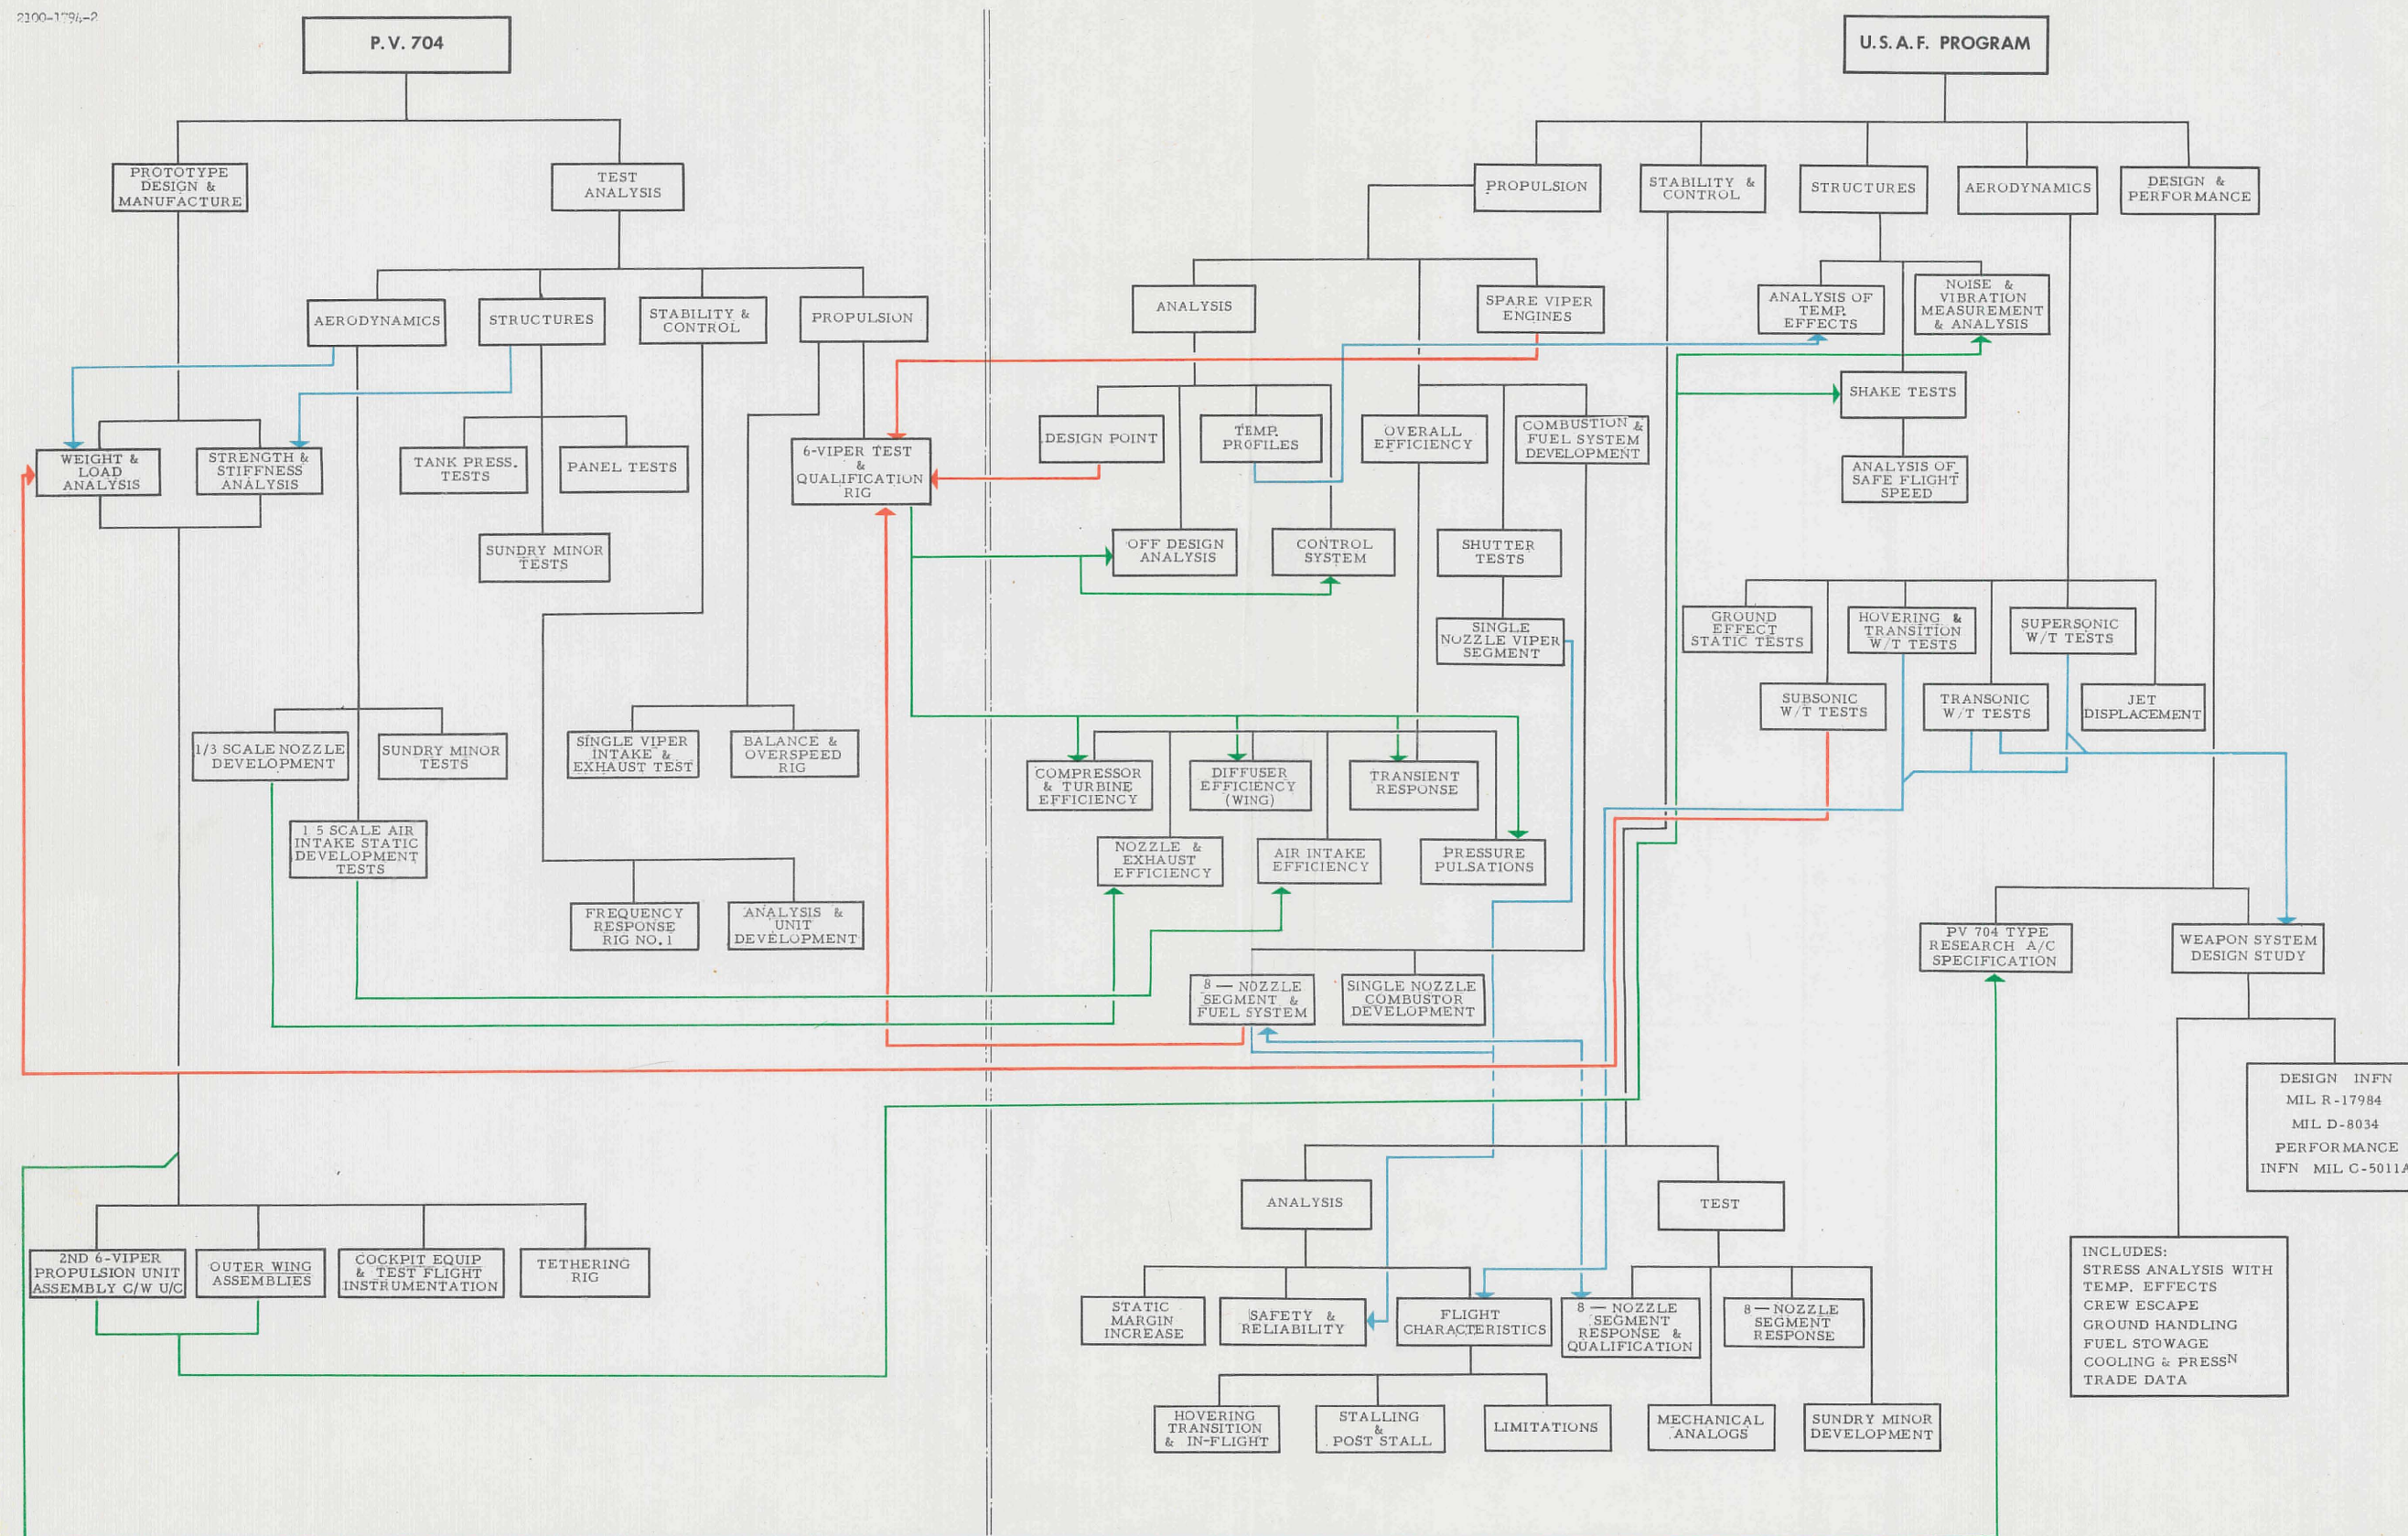 2100-1794-2
P.V. 704
U.S.A.F. PROGRAM
PROTOTYPE
DESIGN &
MANUFACTURE
TEST
ANALYSIS
PROPULSION
STABILITY &
CONTROL
STRUCTURES
AERODYNAMICS
DESIGN &
PERFORMANCE
AERODYNAMICS
STRUCTURES
STABILITY &
CONTROL
PROPULSION
ANALYSIS
SPARE VIPER
ENGINES
ANALYSIS OF
TEMP.
EFFECTS
NOISE &
VIBRATION
MEASUREMENT
& ANALYSIS
SHAKE TESTS
WEIGHT &
LOAD
ANALYSIS
STRENGTH &
STIFFNESS
ANALYSIS
TANK PRESS.
TESTS
PANEL TESTS
6-VIPER TEST
&
QUALIFICATION
RIG
DESIGN POINT
TEMP.
PROFILES
OVERALL
EFFICIENCY
COMBUSTION &
FUEL SYSTEM
DEVELOPMENT
ANALYSIS OF
SAFE FLIGHT
SPEED
SUNDRY MINOR
TESTS
OFF DESIGN
ANALYSIS
CONTROL
SYSTEM
SHUTTER
TESTS
SINGLE
NOZZLE VIPER
SEGMENT
GROUND
EFFECT
STATIC TESTS
HOVERING &
TRANSITION
W/T TESTS
SUPERSONIC
W/T TESTS
SUBSONIC
W/T TESTS
TRANSONIC
W/T TESTS
JET
DISPLACEMENT
1/3 SCALE NOZZLE
DEVELOPMENT
SUNDRY MINOR
TESTS
SINGLE VIPER
INTAKE &
EXHAUST TEST
BALANCE &
OVERSPEED
RIG
COMPRESSOR
& TURBINE
EFFICIENCY
DIFFUSER
EFFICIENCY
(WING)
TRANSIENT
RESPONSE
1 5 SCALE AIR
INTAKE STATIC
DEVELOPMENT
TESTS
NOZZLE &
EXHAUST
EFFICIENCY
AIR INTAKE
EFFICIENCY
PRESSURE
PULSATIONS
FREQUENCY
RESPONSE
RIG NO. 1
ANALYSIS &
UNIT
DEVELOPMENT
PV 704 TYPE
RESEARCH A/C
SPECIFICATION
WEAPON SYSTEM
DESIGN STUDY
8 — NOZZLE
SEGMENT &
FUEL SYSTEM
SINGLE NOZZLE
COMBUSTOR
DEVELOPMENT
DESIGN INFN
MIL R-17984
MIL D-8034
PERFORMANCE
INFN MIL C-5011A
ANALYSIS
TEST
2ND 6-VIPER
PROPULSION UNIT
ASSEMBLY C/W U/C
OUTER WING
ASSEMBLIES
COCKPIT EQUIP
& TEST FLIGHT
INSTRUMENTATION
TETHERING
RIG
INCLUDES:
STRESS ANALYSIS WITH
TEMP. EFFECTS
CREW ESCAPE
GROUND HANDLING
FUEL STOWAGE
COOLING & PRESSN
TRADE DATA
STATIC
MARGIN
INCREASE
SAFETY &
RELIABILITY
FLIGHT
CHARACTERISTICS
8 — NOZZLE
SEGMENT
RESPONSE &
QUALIFICATION
8 — NOZZLE
SEGMENT
RESPONSE
HOVERING
TRANSITION
& IN-FLIGHT
STALLING
&
POST STALL
LIMITATIONS
MECHANICAL
ANALOGS
SUNDRY MINOR
DEVELOPMENT